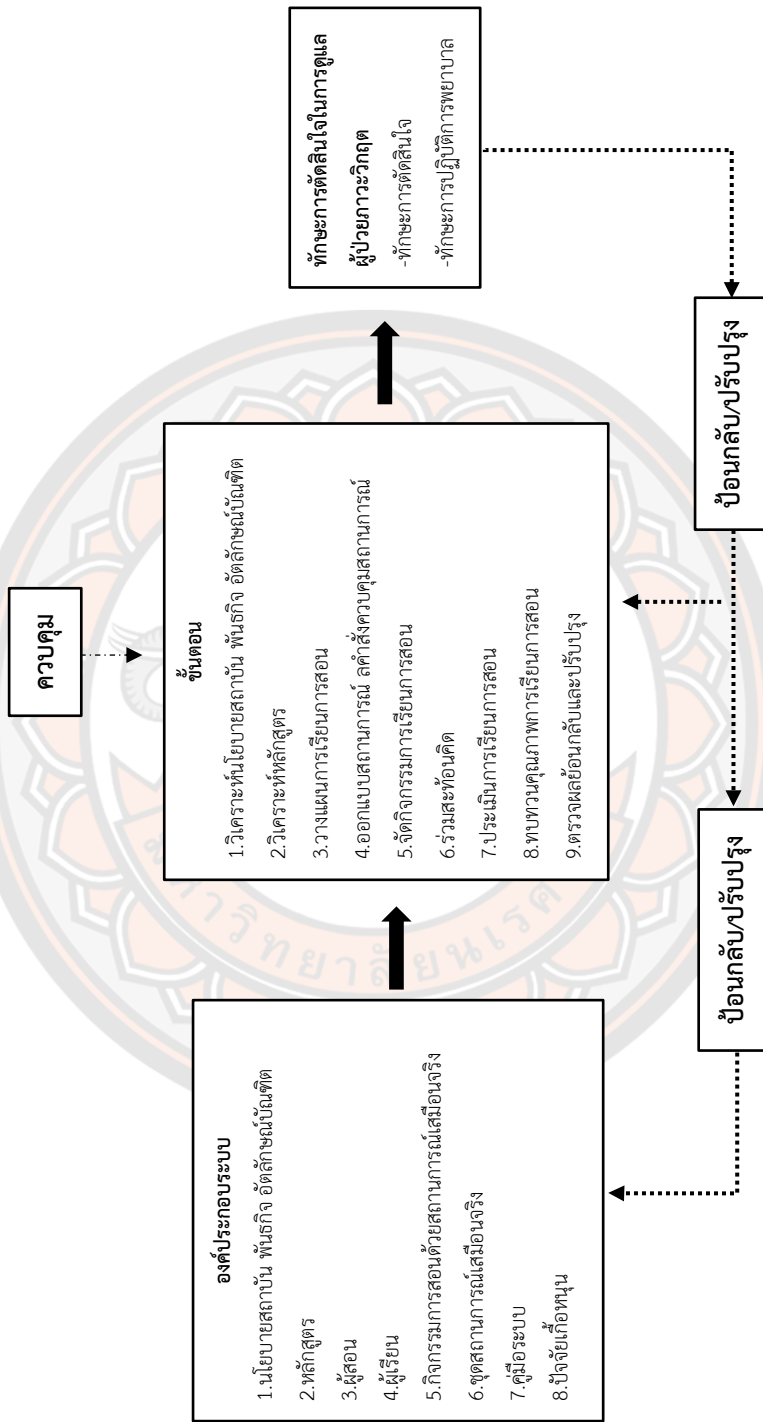 ควบคุม
องค์ประกอบระบบ
1.นโยบายสถาบัน พันธกิจ อัตลักษณ์บัณฑิต
2.หลักสูตร
3.ผู้สอน
4.ผู้เรียน
5.กิจกรรมการสอนด้วยสถานการณ์เสมือนจริง
6.ชุดสถานการณ์เสมือนจริง
7.คู่มือระบบ
8.ปัจจัยเกื้อหนุน
ขั้นตอน
1.วิเคราะห์นโยบายสถาบัน พันธกิจ อัตลักษณ์บัณฑิต
2.วิเคราะห์หลักสูตร
3.วางแผนการเรียนการสอน
4.ออกแบบสถานการณ์ ลคำสั่งควบคุมสถานการณ์
5.จัดกิจกรรมการเรียนการสอน
6.ร่วมสะท้อนคิด
7.ประเมินการเรียนการสอน
8.ทบทวนคุณภาพการเรียนการสอน
9.ตรวจผลย้อนกลับและปรับปรุง
ทักษะการตัดสินใจในการดูแล
ผู้ป่วยภาวะวิกฤต
-ทักษะการตัดสินใจ
-ทักษะการปฏิบัติการพยาบาล
ป้อนกลับ/ปรับปรุง
ป้อนกลับ/ปรับปรุง
มหาวิทยาลัยนเรศ